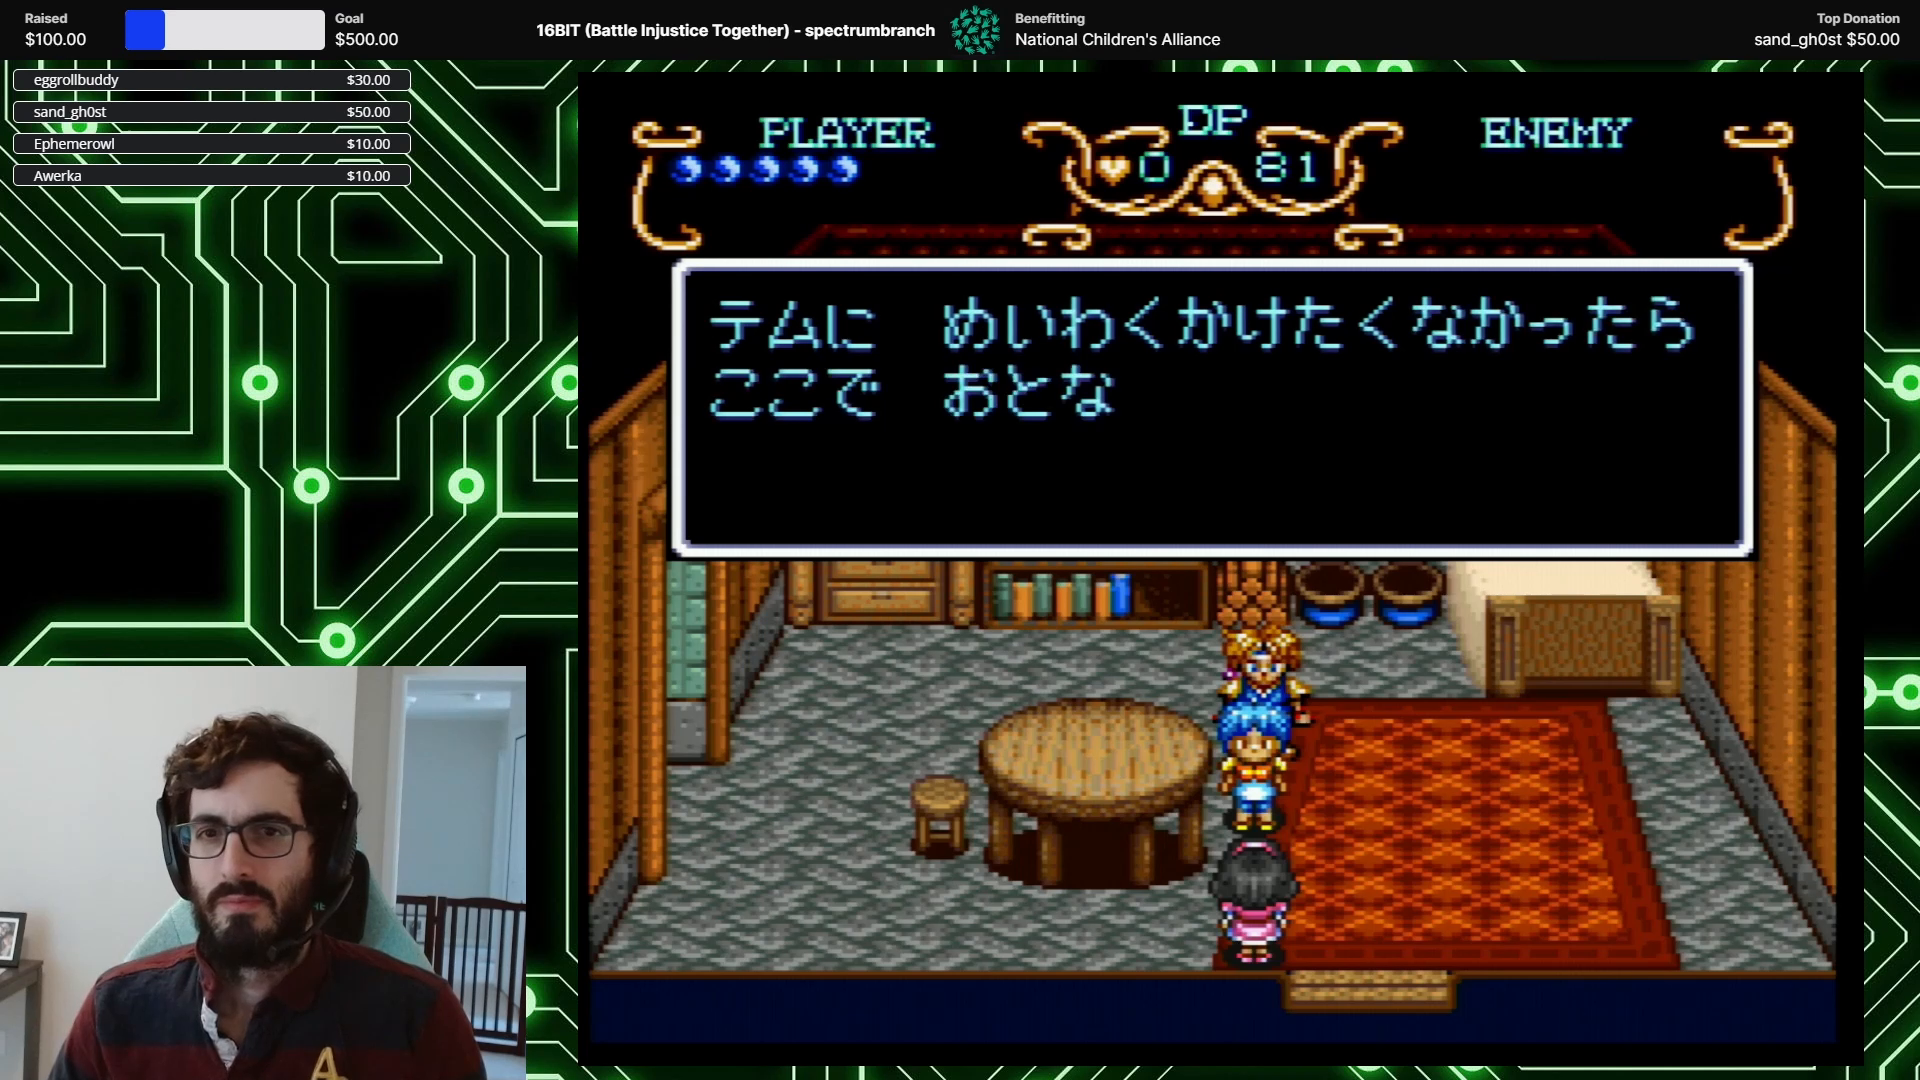 Raised
$100.00
Goal
$500.00
16BIT (Battle Injustice Together) - spectrumbranch
Benefitting
National Children's Alliance
Top Donation
sand_gh0st $50.00
eggrollbuddy $30.00
sand_gh0st $50.00
Ephemerowl $10.00
Awerka $10.00
PLAYER
DP
ENEMY
0 81
テムに　めいわくかけたくなかったら
ここで　おとな